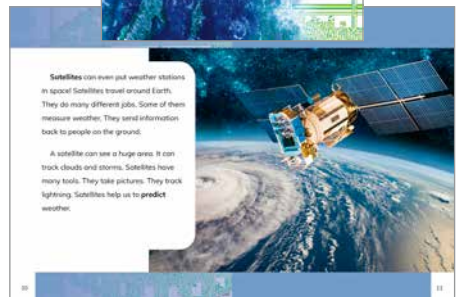 Satellites can even put weather stations
in space! Satellites travel around Earth.
They do many different jobs. Some of them
measure weather. They send information
back to people on the ground.
A satellite can see a huge area. It can
track clouds and storms. Satellites have
many tools. They take pictures. They track
lightning. Satellites help us to predict
weather.
10
11